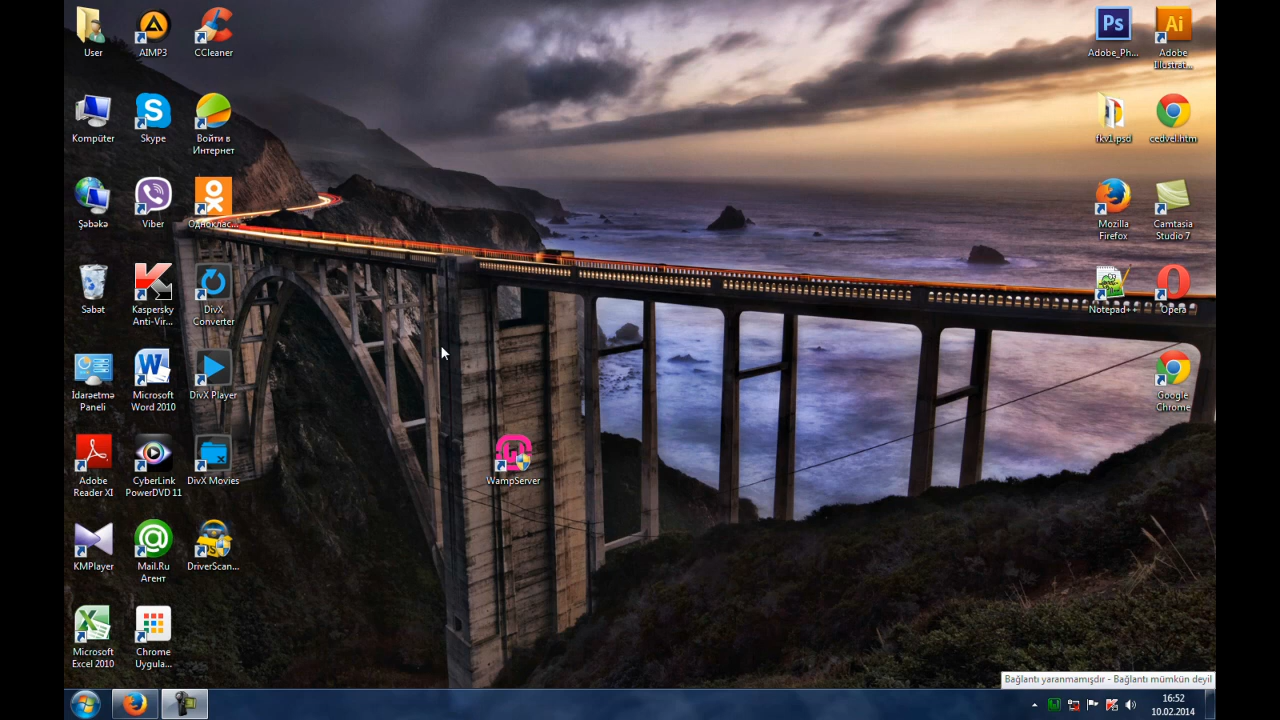 User
AIMP3
CCleaner
Adobe_Ph...
Adobe
Illustrat...
Kompüter
Skype
Войти в
Интернет
fkv1.psd
cedvel.htm
Şəbəkə
Viber
Однокласс...
Mozilla
Firefox
Camtasia
Studio 7
Səbət
Kaspersky
Anti-Vir...
DivX
Converter
Notepad++
Opera
İdarəetmə
Paneli
Microsoft
Word 2010
DivX Player
Google
Chrome
Adobe
Reader XI
CyberLink
PowerDVD 11
DivX Movies
WampServer
KMPlayer
Mail.Ru
Агент
DriverScan...
Microsoft
Excel 2010
Chrome
Uygula...
Bağlantı yaranmamışdır - Bağlantı mümkün deyil
16:52
10.02.2014